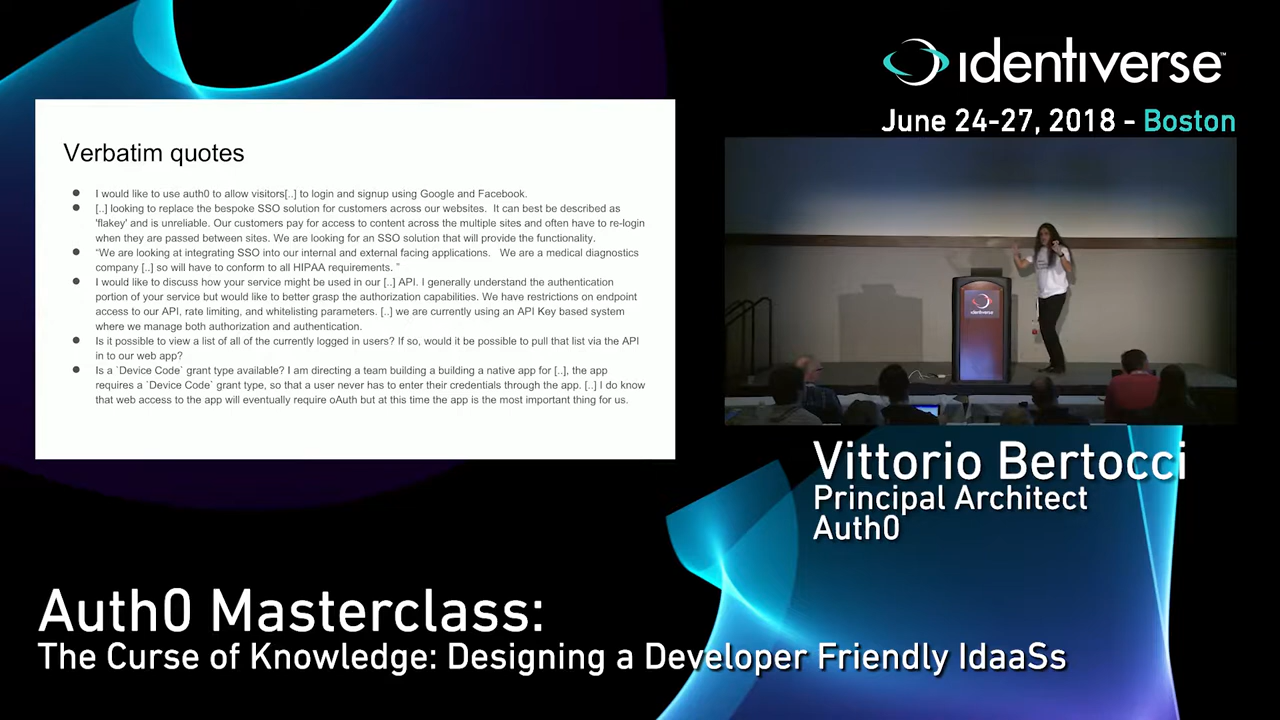 identiverse™
June 24-27, 2018 - Boston
Verbatim quotes
I would like to use auth0 to allow visitors[..] to login and signup using Google and Facebook.
[..] looking to replace the bespoke SSO solution for customers across our websites.  It can best be described as
'flakey' and is unreliable. Our customers pay for access to content across the multiple sites and often have to re-login
when they are passed between sites. We are looking for an SSO solution that will provide the functionality.
“We are looking at integrating SSO into our internal and external facing applications.   We are a medical diagnostics
company [..] so will have to conform to all HIPAA requirements. ”
I would like to discuss how your service might be used in our [..] API. I generally understand the authentication
portion of your service but would like to better grasp the authorization capabilities. We have restrictions on endpoint
access to our API, rate limiting, and whitelisting parameters. [..] we are currently using an API Key based system
where we manage both authorization and authentication.
Is it possible to view a list of all of the currently logged in users? If so, would it be possible to pull that list via the API
in to our web app?
Is a `Device Code` grant type available? I am directing a team building a building a native app for [..], the app
requires a `Device Code` grant type, so that a user never has to enter their credentials through the app. [..] I do know
that web access to the app will eventually require oAuth but at this time the app is the most important thing for us.
identiverse
Vittorio Bertocci
Principal Architect
Auth0
Auth0 Masterclass:
The Curse of Knowledge: Designing a Developer Friendly IdaaSs